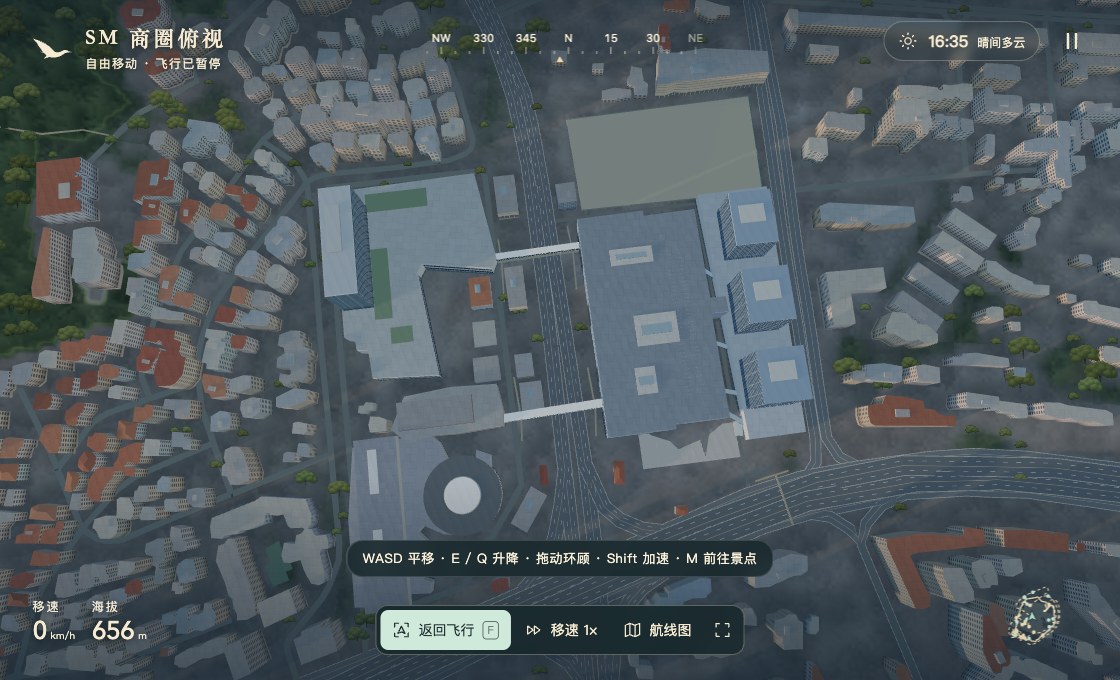 SM 商圈俯视
自由移动 · 飞行已暂停
NW 330 345 N 15 30 NE
16:35 晴间多云
WASD 平移 · E / Q 升降 · 拖动环顾 · Shift 加速 · M 前往景点
移速 海拔
0 km/h 656 m
A 返回飞行 F 移速 1x 航线图